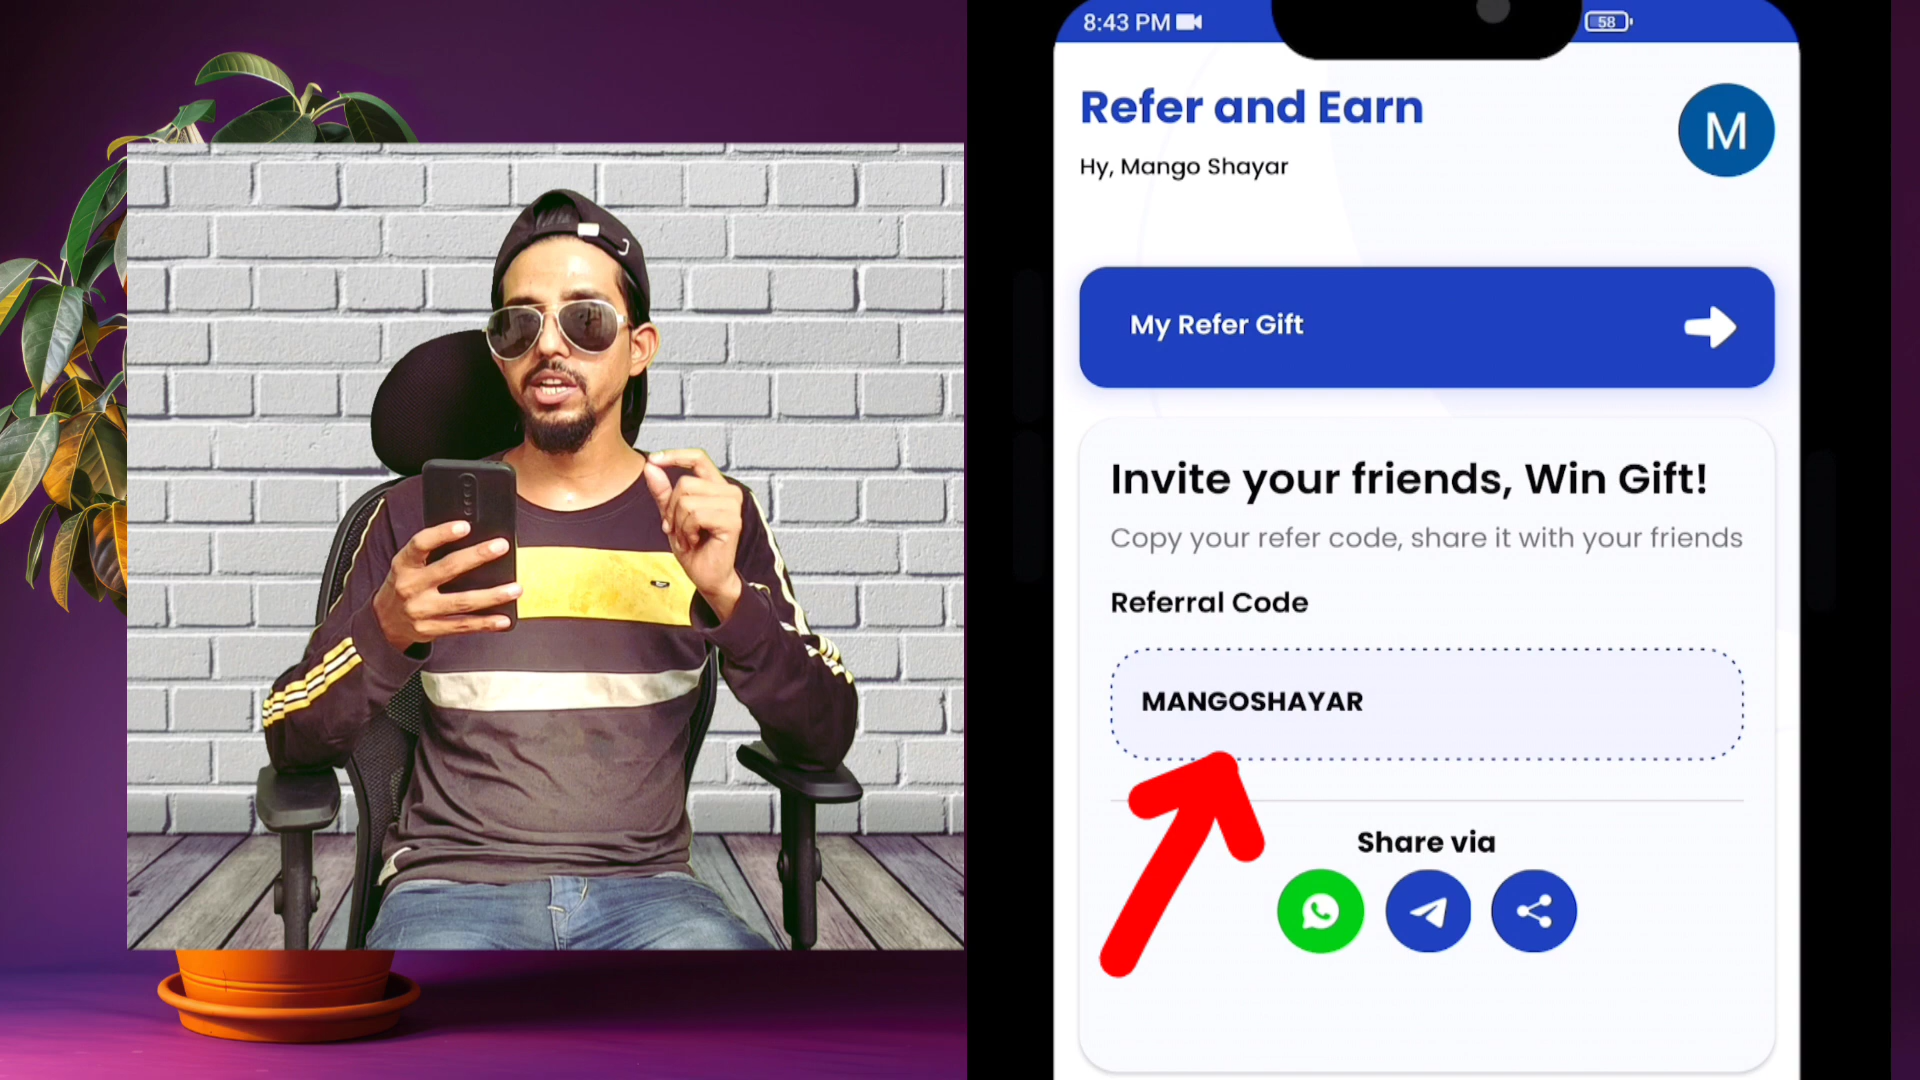 8:43 PM
58
Refer and Earn
M
Hy, Mango Shayar
My Refer Gift
Invite your friends, Win Gift!
Copy your refer code, share it with your friends
Referral Code
MANGOSHAYAR
Share via